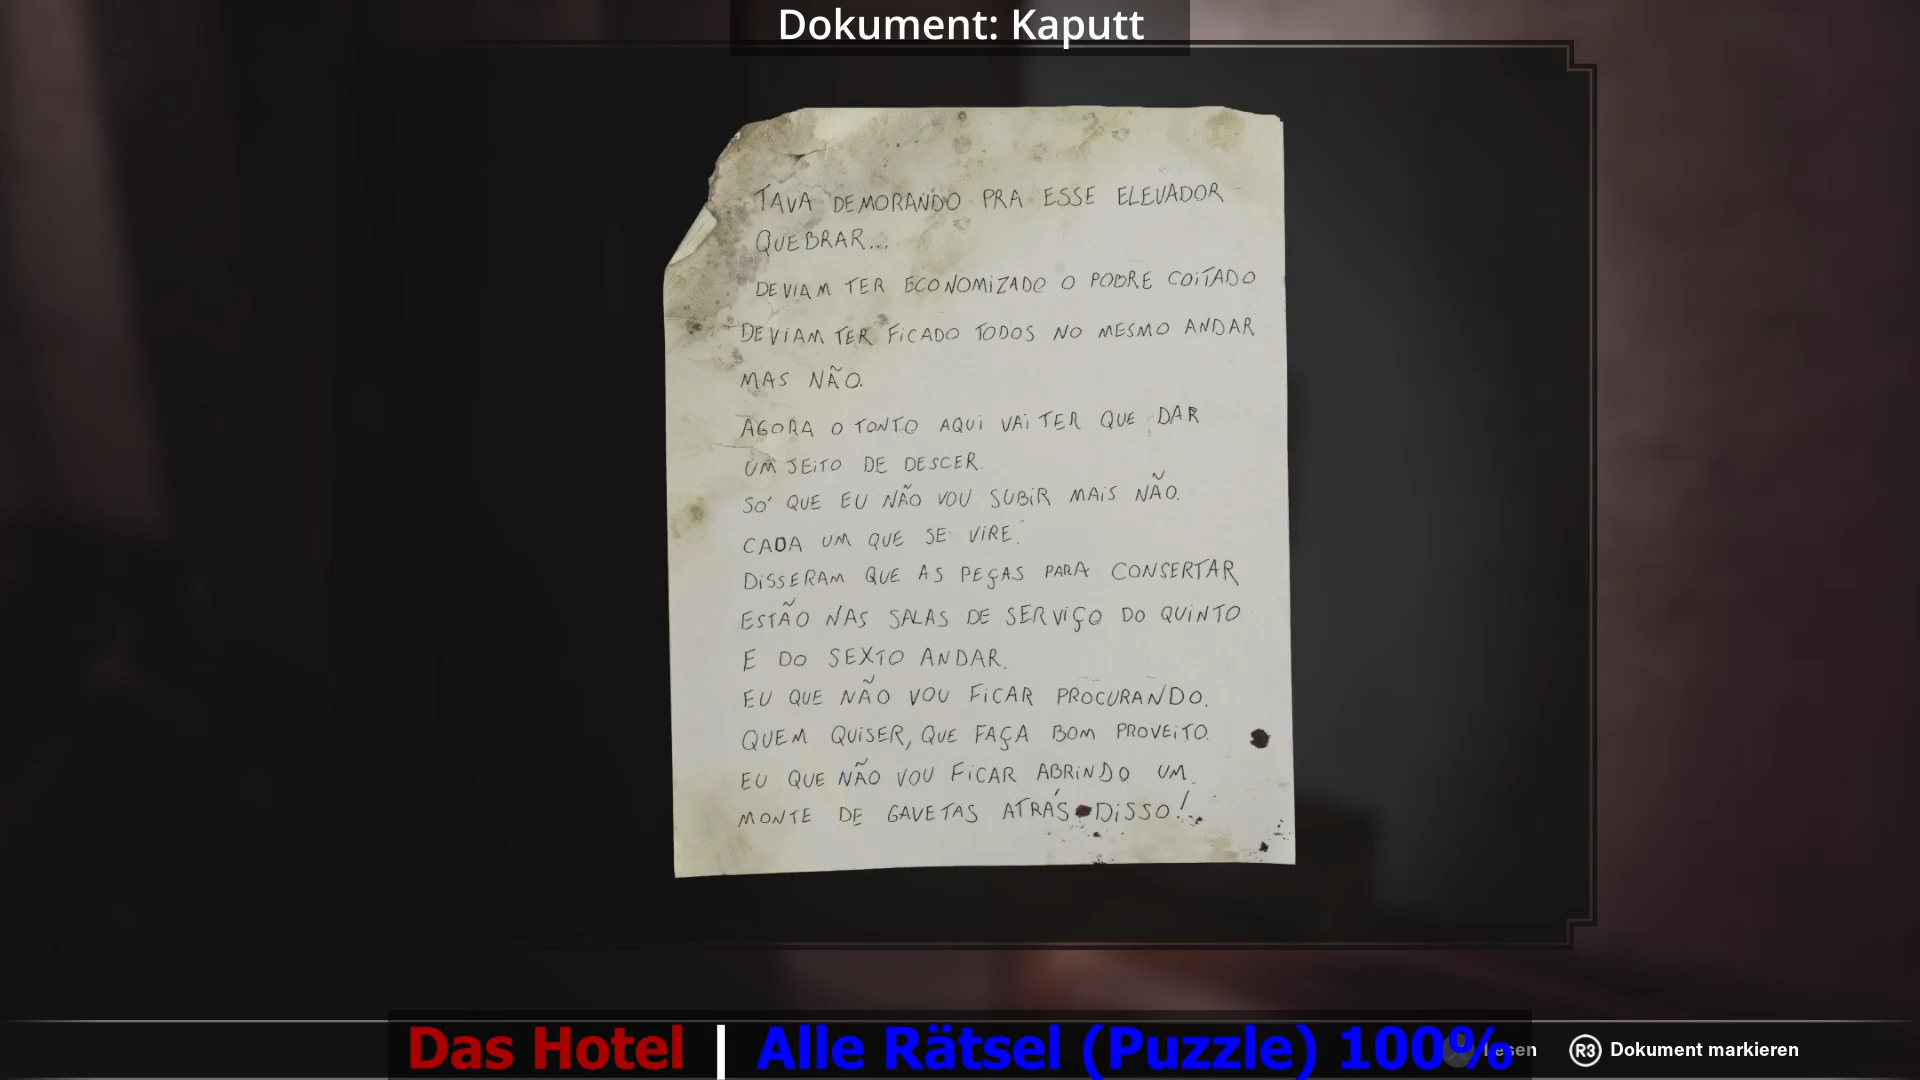 Dokument: Kaputt
TAVA DEMORANDO PRA ESSE ELEVADOR
QUEBRAR...
DEVIAM TER ECONOMIZADO O POBRE COITADO
DEVIAM TER FICADO TODOS NO MESMO ANDAR
MAS NÃO.
AGORA O TONTO AQUI VAI TER QUE DAR
UM JEITO DE DESCER.
SÓ QUE EU NÃO VOU SUBIR MAIS NÃO.
CADA UM QUE SE VIRE.
DISSERAM QUE AS PEÇAS PARA CONSERTAR
ESTÃO NAS SALAS DE SERVIÇO DO QUINTO
E DO SEXTO ANDAR.
EU QUE NÃO VOU FICAR PROCURANDO.
QUEM QUISER, QUE FAÇA BOM PROVEITO.
EU QUE NÃO VOU FICAR ABRINDO UM
MONTE DE GAVETAS ATRÁS DISSO!
Das Hotel | Alle Rätsel (Puzzle) 100%
Lesen
R3 Dokument markieren